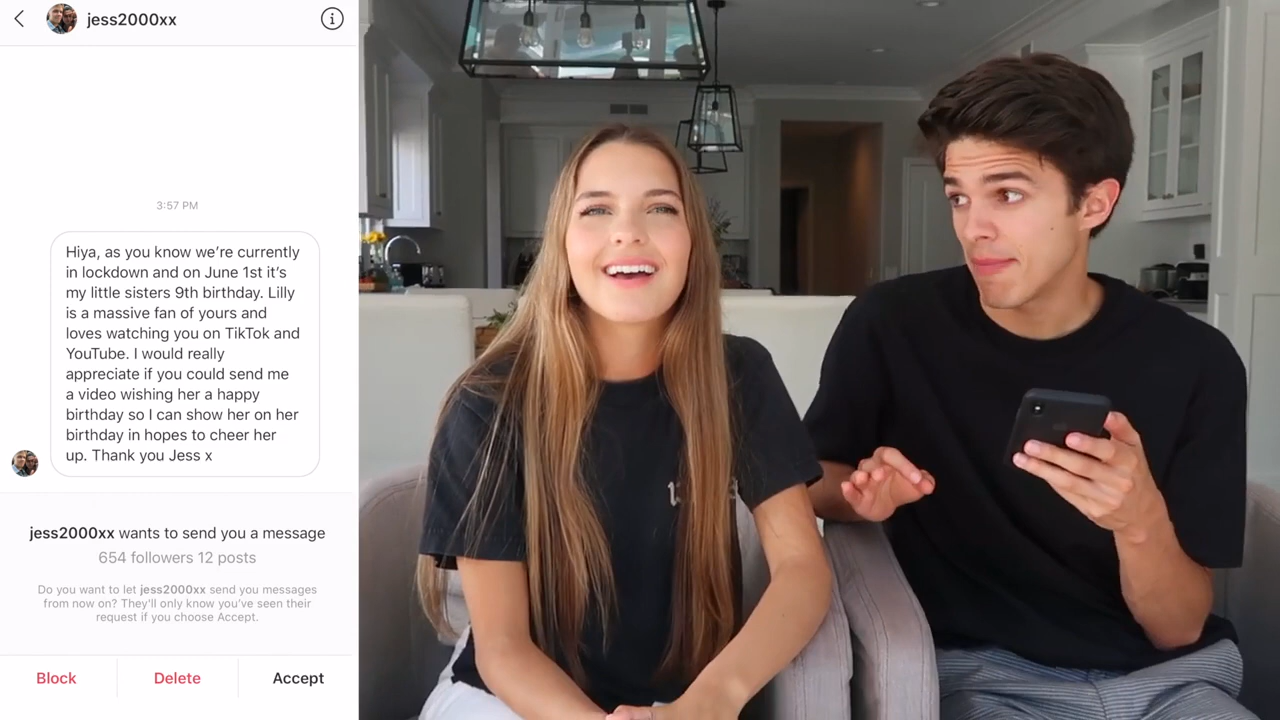 jess2000xx
3:57 PM
Hiya, as you know we're currently
in lockdown and on June 1st it's
my little sisters 9th birthday. Lilly
is a massive fan of yours and
loves watching you on TikTok and
YouTube. I would really
appreciate if you could send me
a video wishing her a happy
birthday so I can show her on her
birthday in hopes to cheer her
up. Thank you Jess x
jess2000xx wants to send you a message
654 followers 12 posts
Do you want to let jess2000xx send you messages
from now on? They'll only know you've seen their
request if you choose Accept.
Block
Delete
Accept